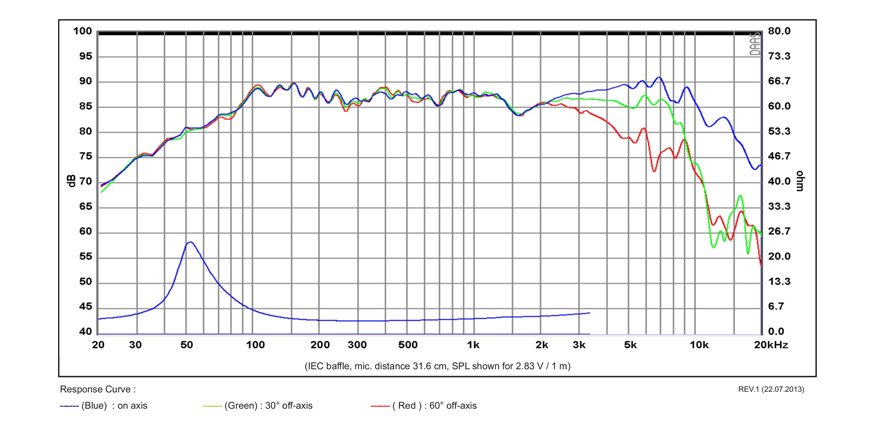 100 80.0
DAAS
95 73.3
90 66.7
85 60.0
80 53.3
75 46.7
dB 70 40.0 ohm
65 33.3
60 26.7
55 20.0
50 13.3
45 6.7
40 0.0
20 30 50 100 200 300 500 1k 2k 3k 5k 10k 20kHz
(IEC baffle, mic. distance 31.6 cm, SPL shown for 2.83 V / 1 m)
Response Curve :
REV.1 (22.07.2013)
(Blue) : on axis (Green) : 30° off-axis ( Red ) : 60° off-axis